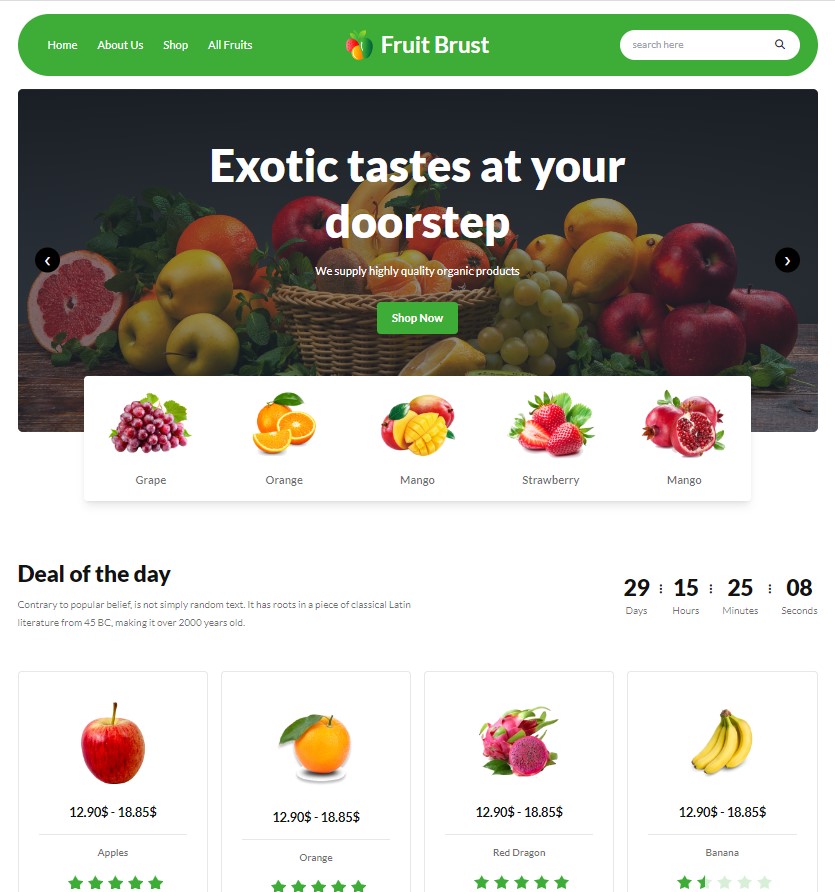 Home About Us Shop All Fruits Fruit Brust search here
Exotic tastes at your
doorstep
We supply highly quality organic products
Shop Now
Grape Orange Mango Strawberry Mango
Deal of the day
Contrary to popular belief, is not simply random text. It has roots in a piece of classical Latin
literature from 45 BC, making it over 2000 years old.
29 : 15 : 25 : 08
Days Hours Minutes Seconds
12.90$ - 18.85$ 12.90$ - 18.85$ 12.90$ - 18.85$ 12.90$ - 18.85$
Apples Orange Red Dragon Banana